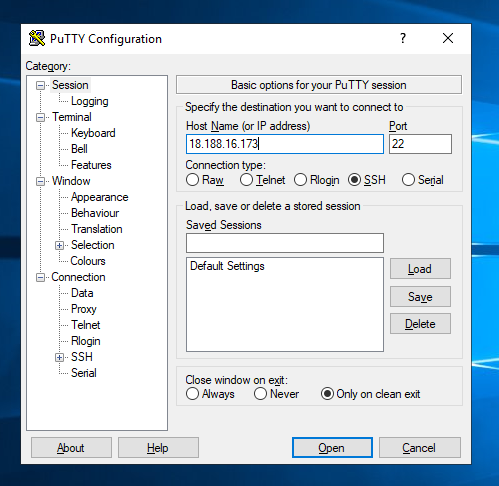 PuTTY Configuration
?
Category:
Session
Logging
Terminal
Keyboard
Bell
Features
Window
Appearance
Behaviour
Translation
Selection
Colours
Connection
Data
Proxy
Telnet
Rlogin
SSH
Serial
Basic options for your PuTTY session
Specify the destination you want to connect to
Host Name (or IP address) Port
18.188.16.173 22
Connection type:
Raw Telnet Rlogin SSH Serial
Load, save or delete a stored session
Saved Sessions
Default Settings
Load
Save
Delete
Close window on exit:
Always Never Only on clean exit
About Help Open Cancel